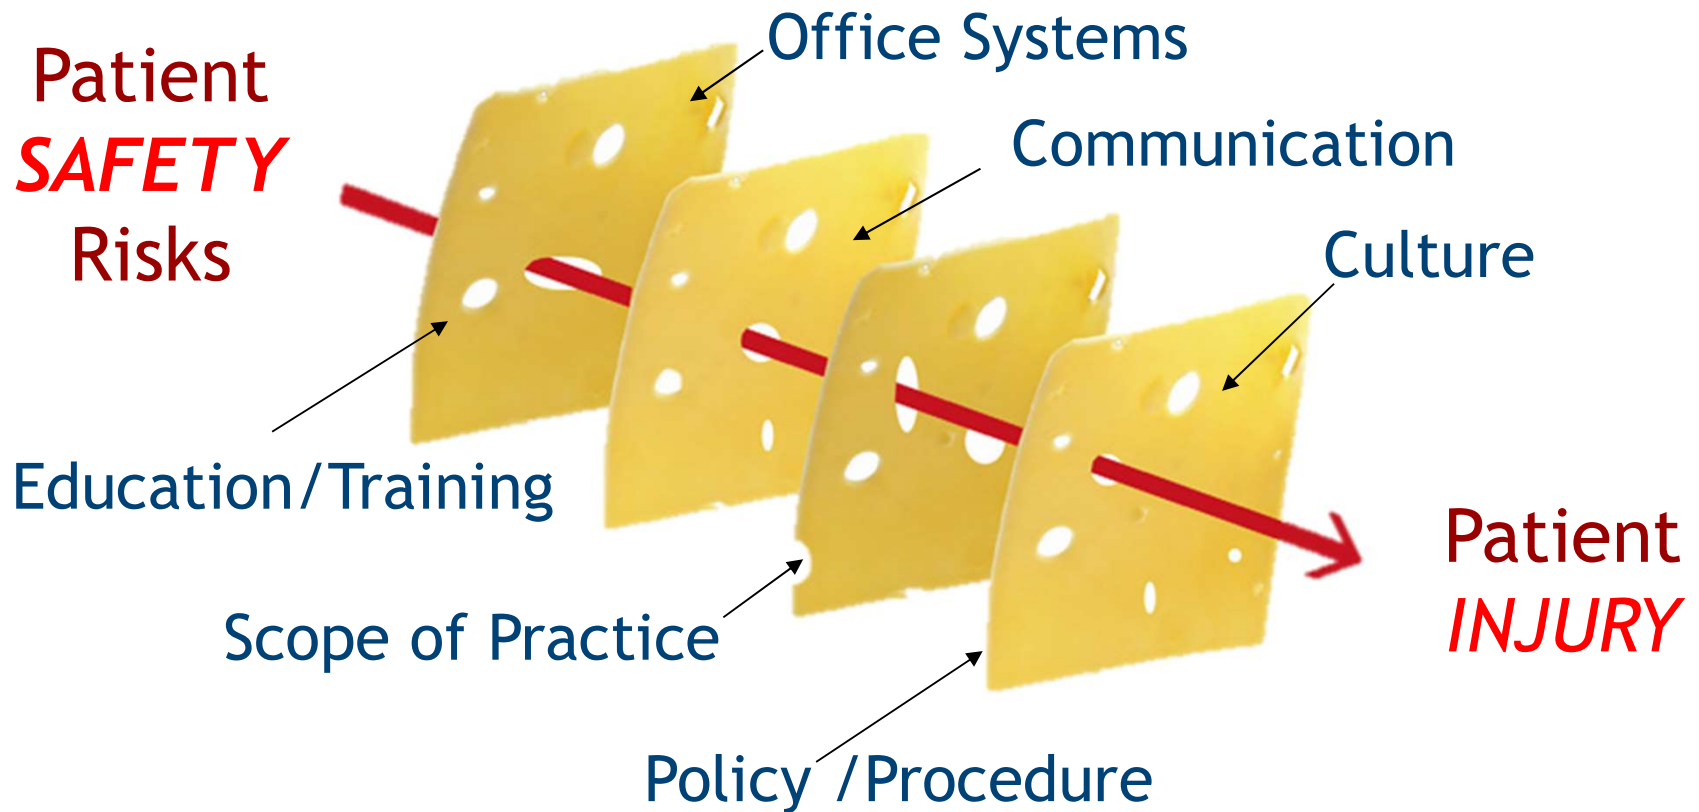 Office Systems
Patient
SAFETY
Risks
Communication
Culture
Education/Training
Patient
INJURY
Scope of Practice
Policy /Procedure